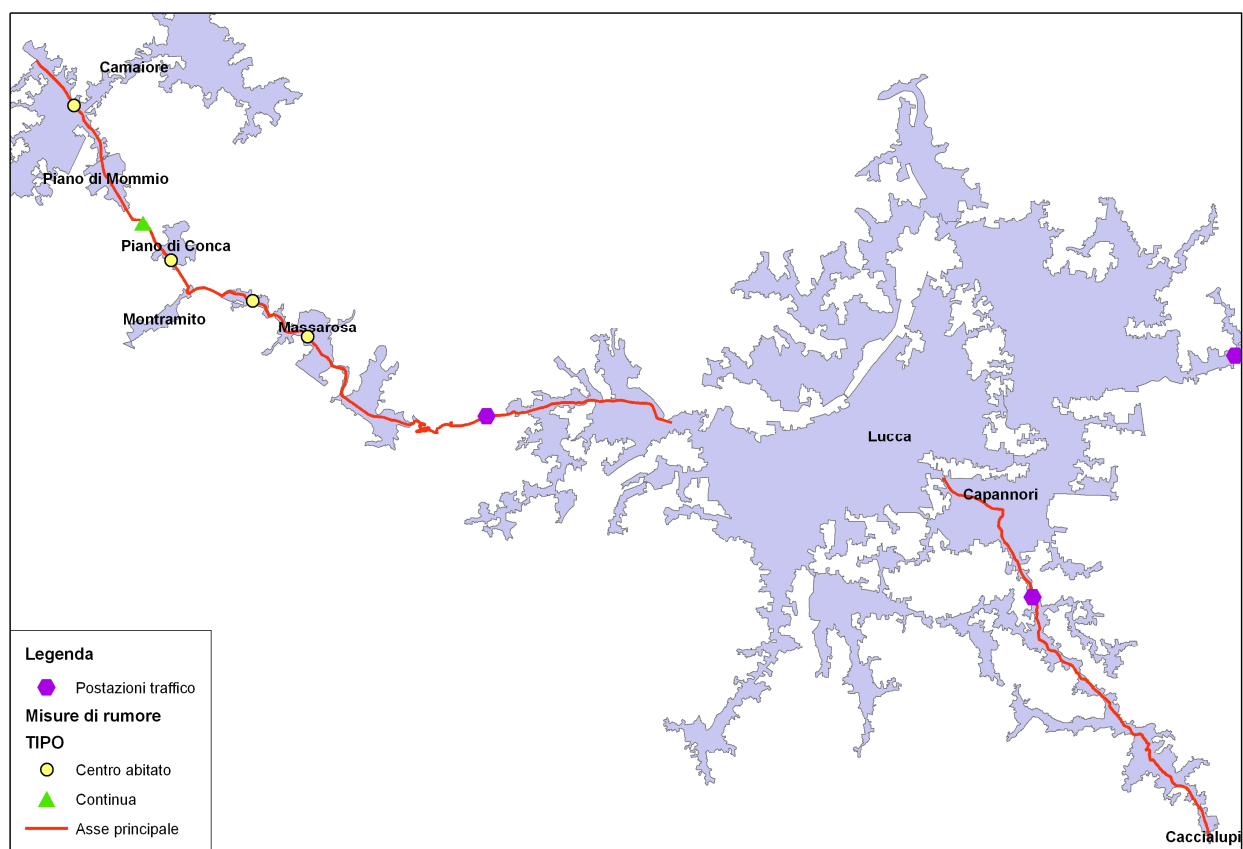 Camaiore
Piano di Mommio
Piano di Conca
Montramito
Massarosa
Lucca
Capannori
Caccialupi
Legenda
Postazioni traffico
Misure di rumore
TIPO
Centro abitato
Continua
Asse principale